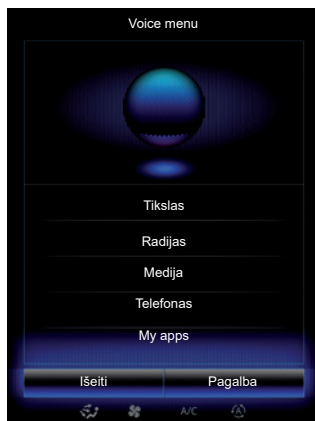 Voice menu
Tikslas
Radijas
Medija
Telefonas
My apps
Išeiti Pagalba
A/C (A)